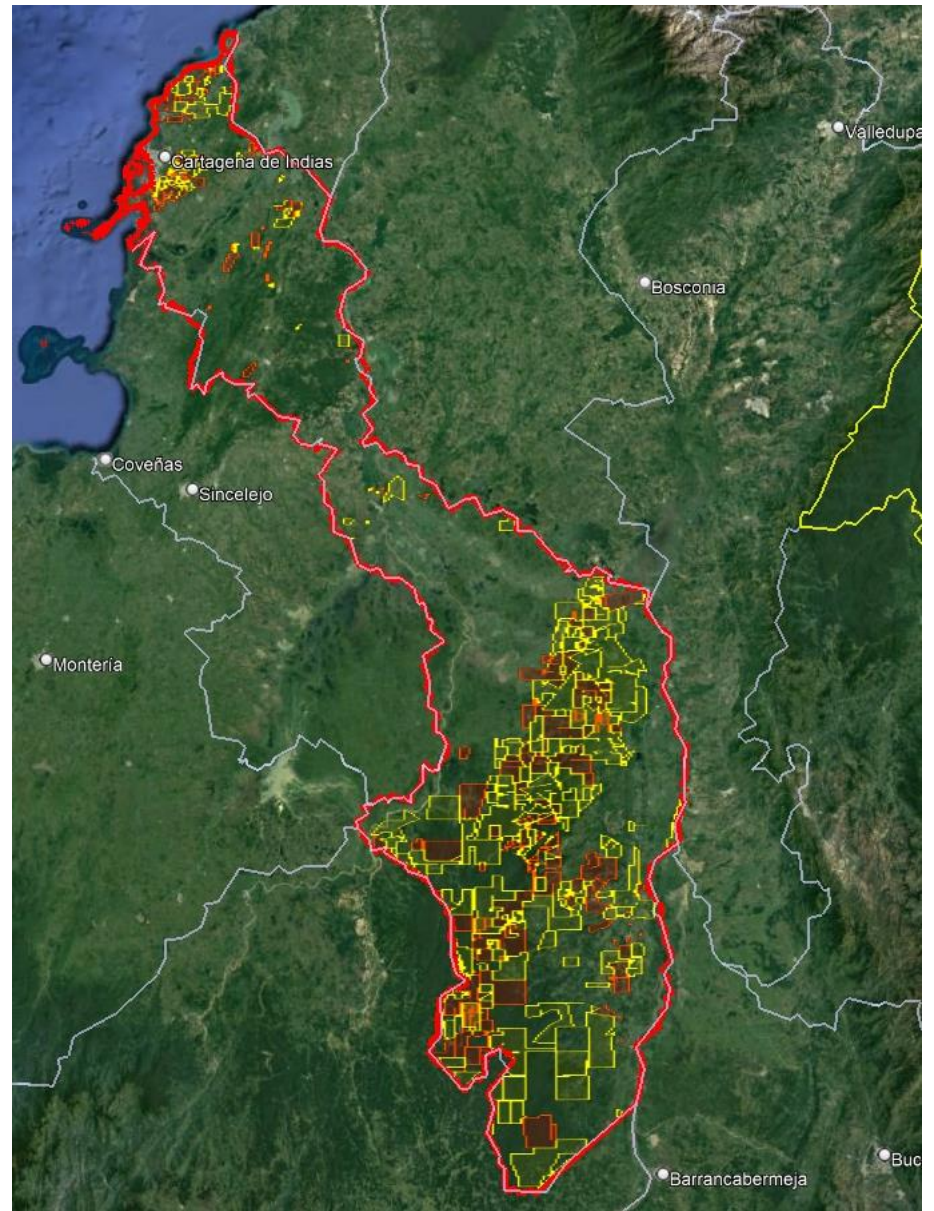 Valledupa
Cartagena de Indias
Bosconia
Coveñas
Sincelejo
Montería
Buc
Barrancabermeja